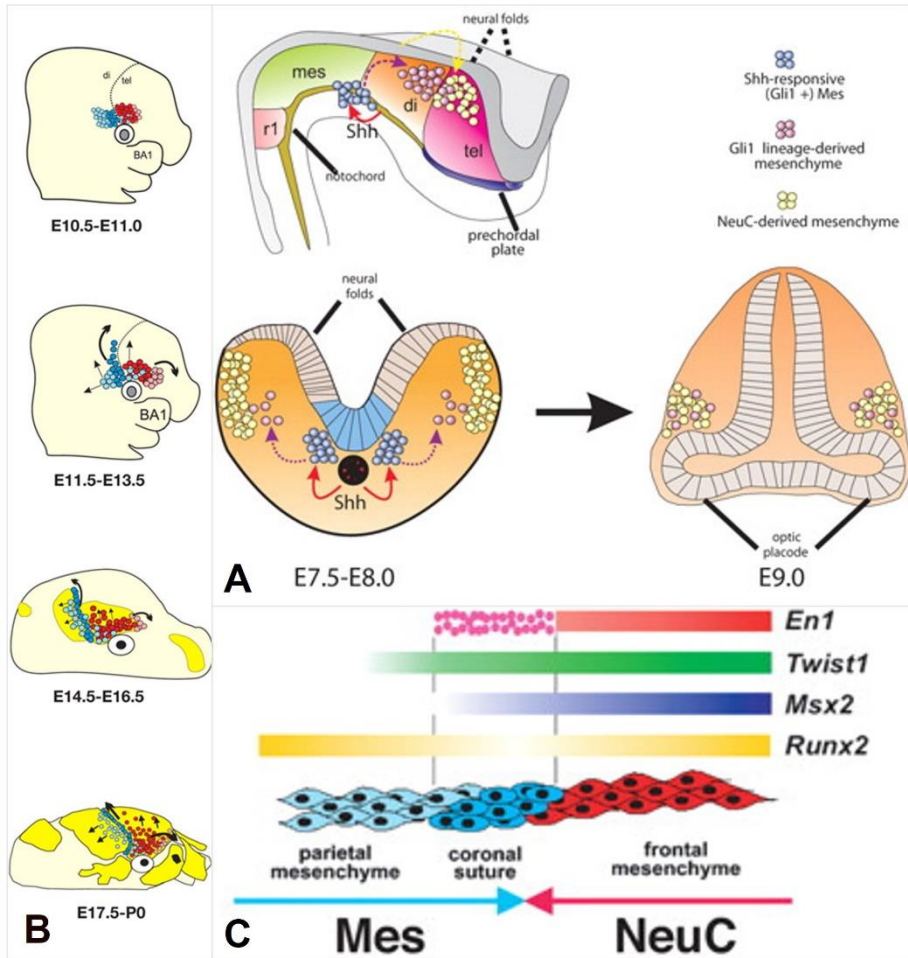 di
tel
BA1
E10.5-E11.0
BA1
E11.5-E13.5
E14.5-E16.5
E17.5-P0
B
neural folds
mes
di
tel
r1
Shh
notochord
prechordal
plate
Shh-responsive
(Gli1 +) Mes
Gli1 lineage-derived
mesenchyme
NeuC-derived mesenchyme
neural
folds
Shh
optic
placode
A
E7.5-E8.0
E9.0
En1
Twist1
Msx2
Runx2
parietal
mesenchyme
coronal
suture
frontal
mesenchyme
C
Mes
NeuC